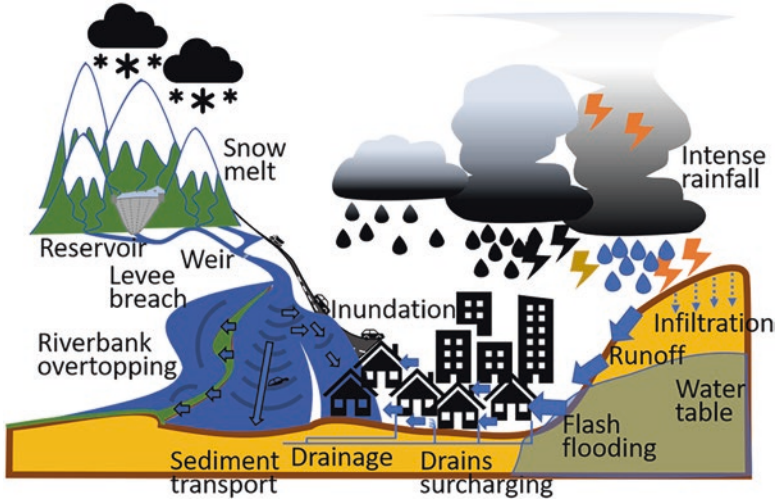 Snow
melt
Intense
rainfall
Reservoir
Weir
Levee
breach
Inundation
Infiltration
Riverbank
overtopping
Runoff
Water
table
Flash
flooding
Sediment
transport
Drainage
Drains
surcharging